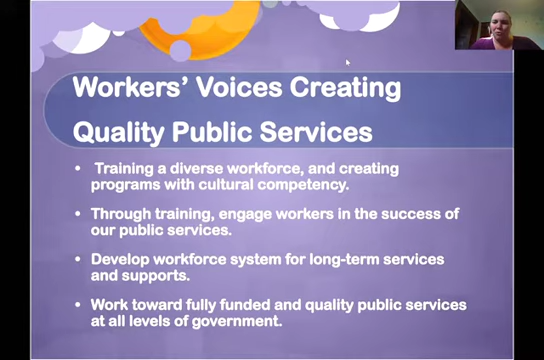 Workers' Voices Creating
Quality Public Services
• Training a diverse workforce, and creating
programs with cultural competency.
• Through training, engage workers in the success of
our public services.
• Develop workforce system for long-term services
and supports.
• Work toward fully funded and quality public services
at all levels of government.